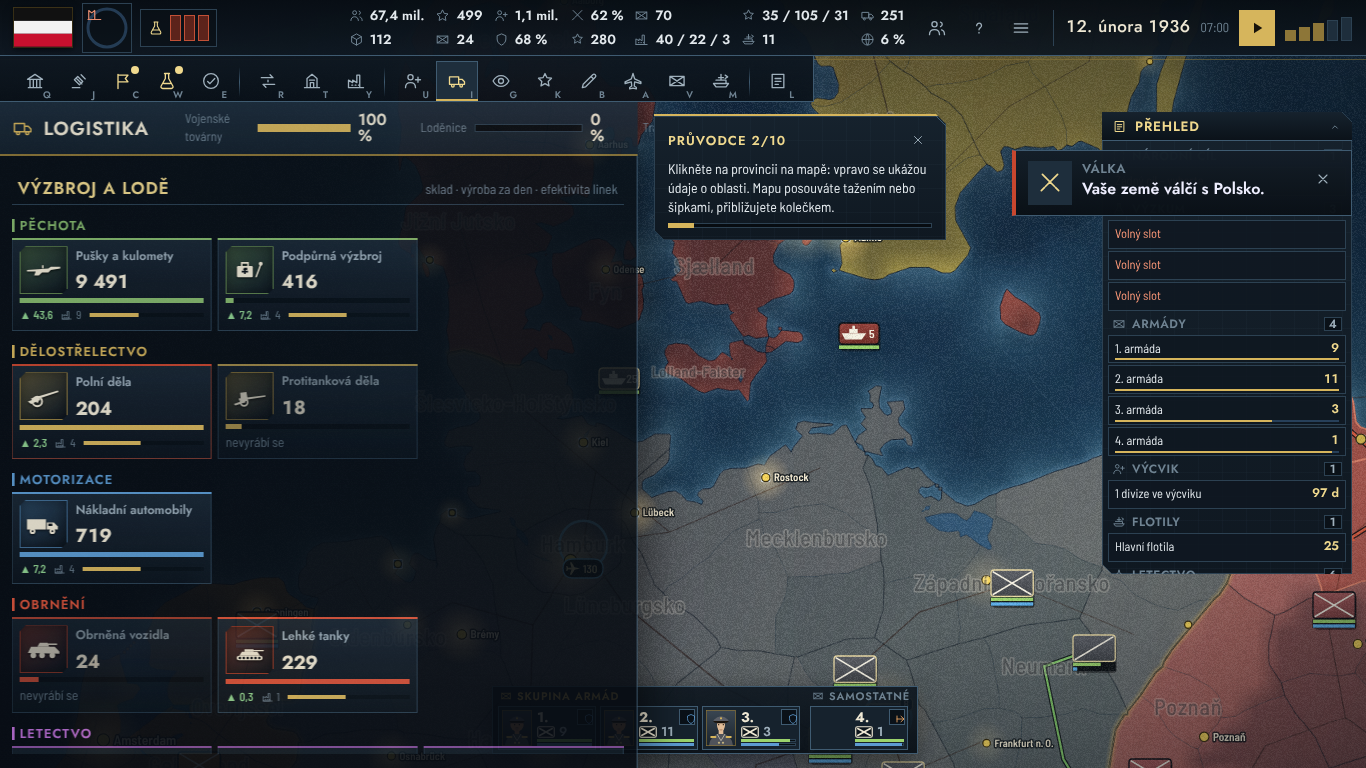 67,4 mil.
499
1,1 mil.
62 %
70
35 / 105 / 31
251
112
24
68 %
280
40 / 22 / 3
11
6 %
?
12. února 1936
07:00
Q
J
C
W
E
R
T
Y
U
I
G
K
B
A
V
M
L
LOGISTIKA
Vojenské továrny
100 %
Loděnice
0 %
VÝZBROJ A LODĚ
sklad · výroba za den · efektivita linek
PĚCHOTA
Pušky a kulomety
9 491
▲ 43,6
9
Podpůrná výzbroj
416
▲ 7,2
4
DĚLOSTŘELECTVO
Polní děla
204
▲ 2,3
4
Protitanková děla
18
nevyrábí se
MOTORIZACE
Nákladní automobily
719
▲ 7,2
4
OBRNĚNÍ
Obrněná vozidla
24
nevyrábí se
Lehké tanky
229
▲ 0,3
1
LETECTVO
PRŮVODCE 2/10
Klikněte na provincii na mapě: vpravo se ukážou
údaje o oblasti. Mapu posouváte tažením nebo
šipkami, přibližujete kolečkem.
PŘEHLED
VÁLKA
Vaše země válčí s Polsko.
Volný slot
Volný slot
Volný slot
ARMÁDY
4
1. armáda
9
2. armáda
11
3. armáda
3
4. armáda
1
VÝCVIK
1
1 divize ve výcviku
97 d
FLOTILY
1
Hlavní flotila
25
LETECTVO
Odense
Sjælland
5
Lolland-Falster
25
Kiel
Rostock
Lübeck
Mecklenbursko
130
Brémy
Amsterdam
Osnabrück
Poznaňsko
Poznaň
Frankfurt n. O.
SKUPINA ARMÁD
SAMOSTATNÉ
1.
9
2.
11
3.
3
4.
1